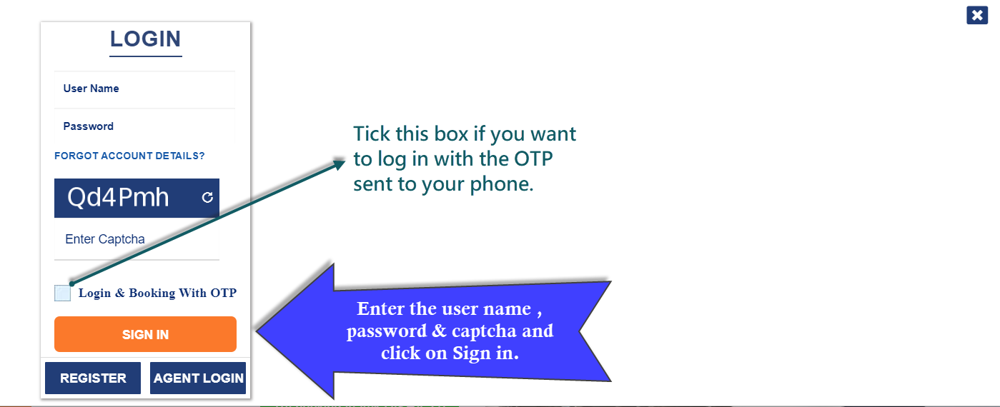 LOGIN
User Name
Password
FORGOT ACCOUNT DETAILS?
Qd4Pmh
Enter Captcha
Login & Booking With OTP
SIGN IN
REGISTER
AGENT LOGIN
Tick this box if you want
to log in with the OTP
sent to your phone.
Enter the user name ,
password & captcha and
click on Sign in.